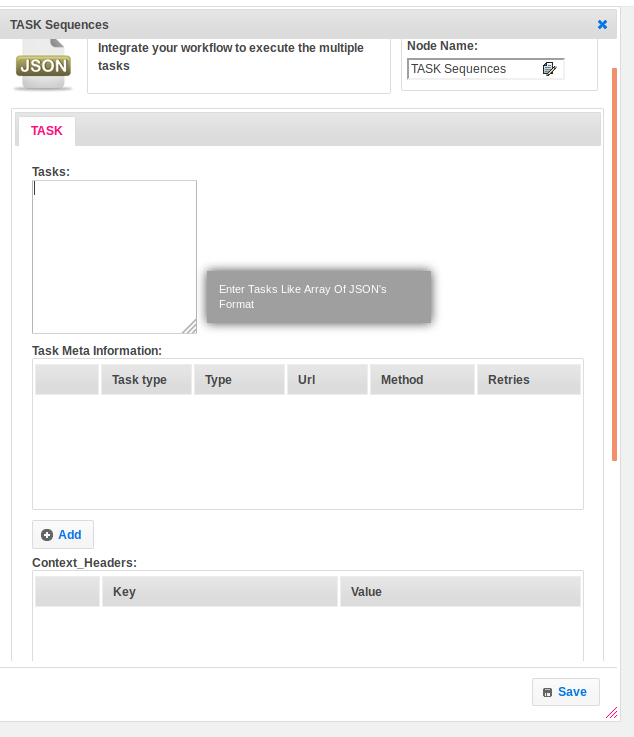 TASK Sequences
JSON
Integrate your workflow to execute the multiple
tasks
Node Name:
TASK Sequences
TASK
Tasks:
Enter Tasks Like Array Of JSON's
Format
Task Meta Information:
Task type Type Url Method Retries
Add
Context_Headers:
Key Value
Save